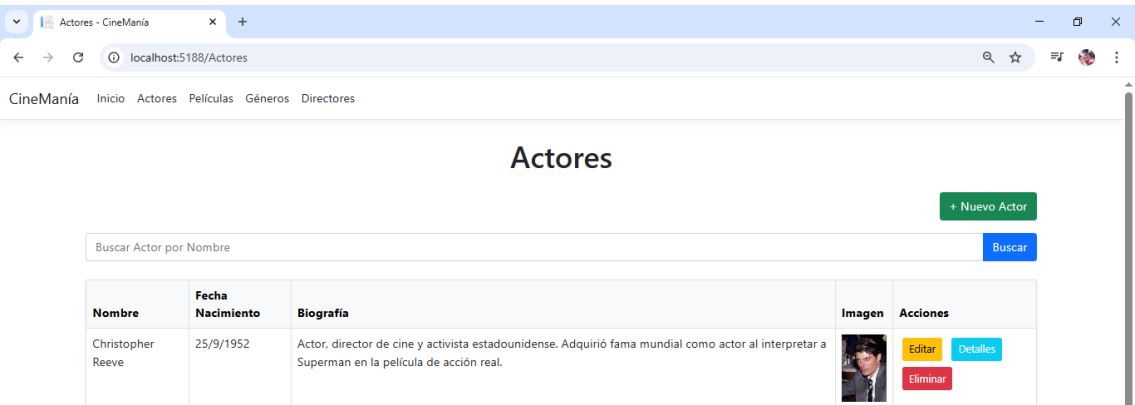 Actores - CineManía
localhost:5188/Actores
CineManía Inicio Actores Películas Géneros Directores
Actores
+ Nuevo Actor
Buscar Actor por Nombre Buscar
Nombre Fecha Nacimiento Biografía Imagen Acciones
Christopher Reeve 25/9/1952 Actor, director de cine y activista estadounidense. Adquirió fama mundial como actor al interpretar a
Superman en la película de acción real.
Editar Detalles
Eliminar